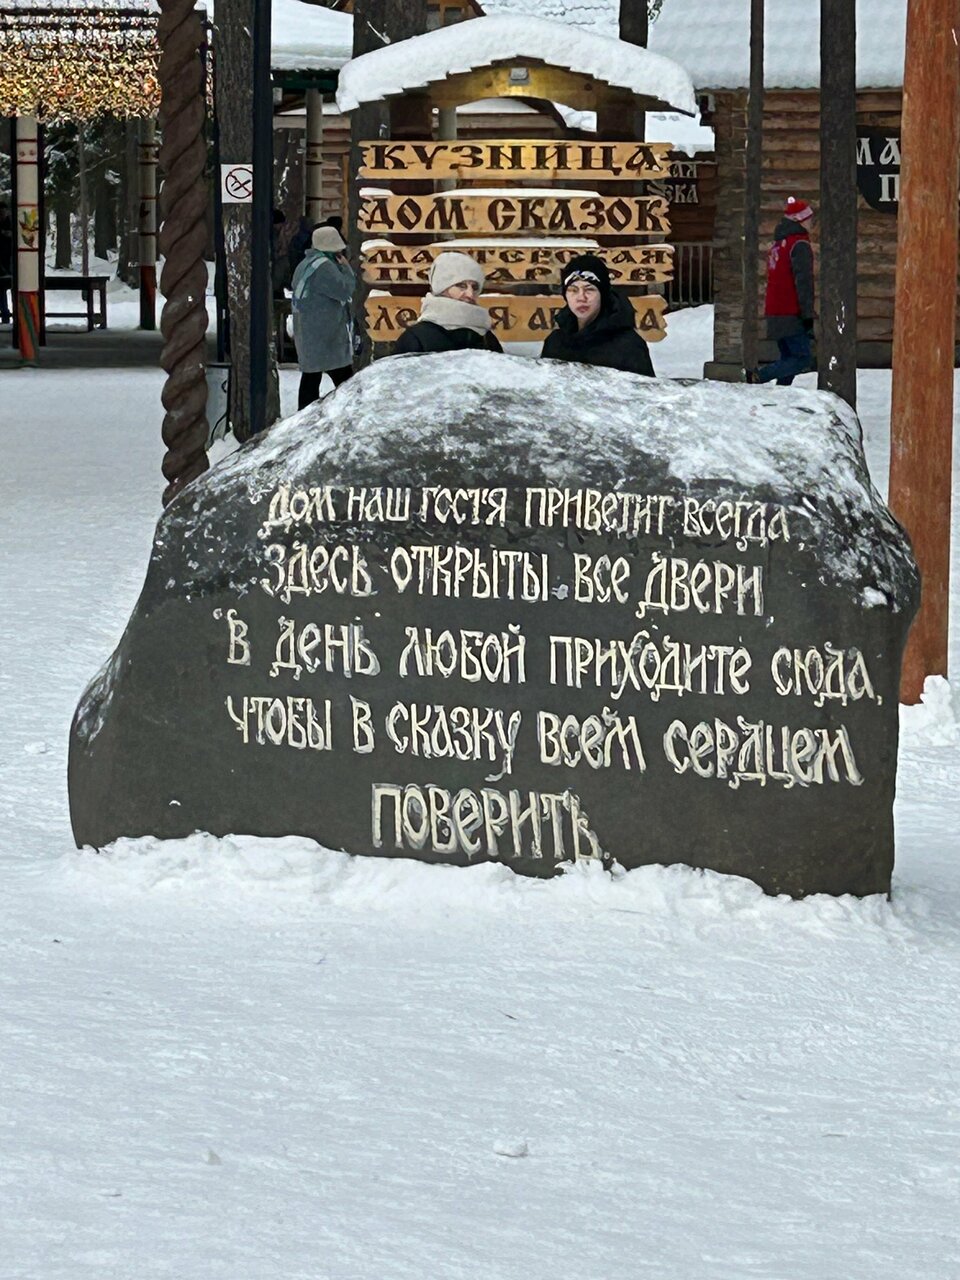 КУЗНИЦА
ДОМ СКАЗОК
МАСТЕРСКАЯ
ДОМ НАШ ГОСТЯ ПРИВЕТИТ ВСЕГДА,
ЗДЕСЬ ОТКРЫТЫ ВСЕ ДВЕРИ
В ДЕНЬ ЛЮБОЙ ПРИХОДИТЕ СЮДА,
ЧТОБЫ В СКАЗКУ ВСЕМ СЕРДЦЕМ
ПОВЕРИТЬ.